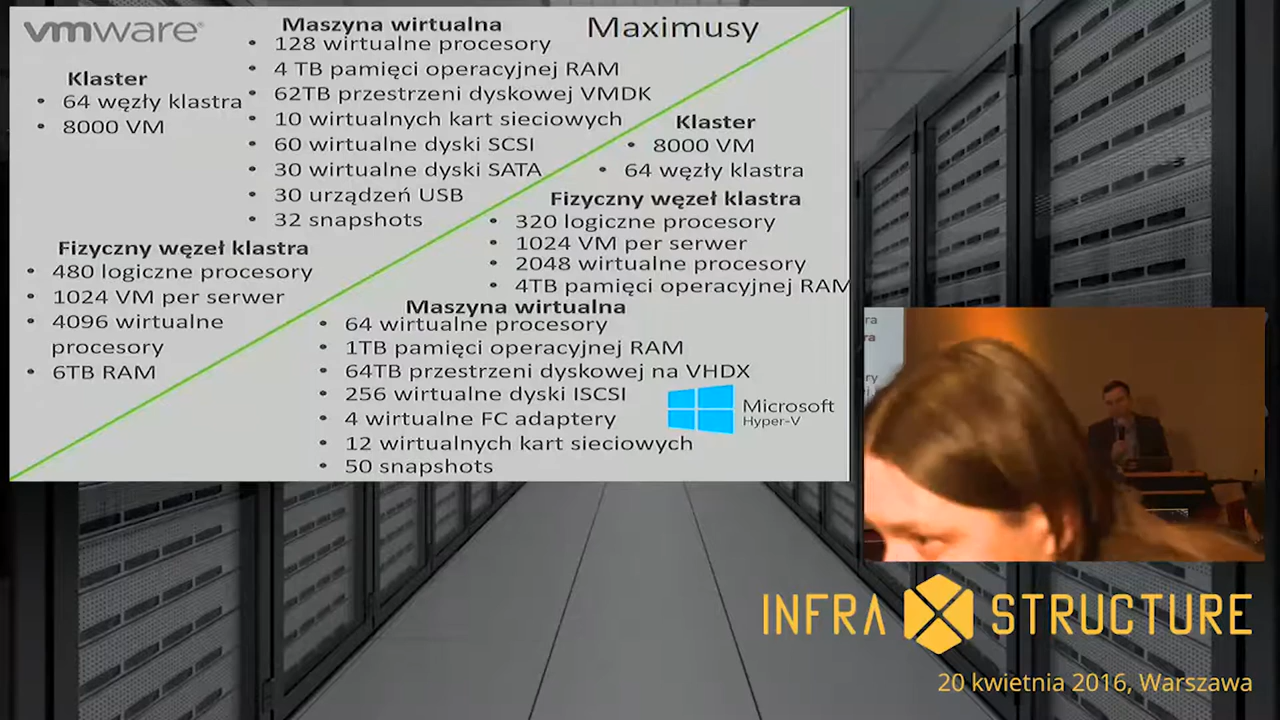 vmware
Klaster
64 węzły klastra
8000 VM
Maszyna wirtualna
128 wirtualne procesory
4 TB pamięci operacyjnej RAM
62TB przestrzeni dyskowej VMDK
10 wirtualnych kart sieciowych
60 wirtualne dyski SCSI
30 wirtualne dyski SATA
30 urządzeń USB
32 snapshots
Fizyczny węzeł klastra
480 logiczne procesory
1024 VM per serwer
4096 wirtualne
procesory
6TB RAM
Maximusy
Klaster
8000 VM
64 węzły klastra
Fizyczny węzeł klastra
320 logiczne procesory
1024 VM per serwer
2048 wirtualne procesory
4TB pamięci operacyjnej RAM
Maszyna wirtualna
64 wirtualne procesory
1TB pamięci operacyjnej RAM
64TB przestrzeni dyskowej na VHDX
256 wirtualne dyski ISCSI
4 wirtualne FC adaptery
12 wirtualnych kart sieciowych
50 snapshots
Microsoft
Hyper-V
INFRA STRUCTURE
20 kwietnia 2016, Warszawa